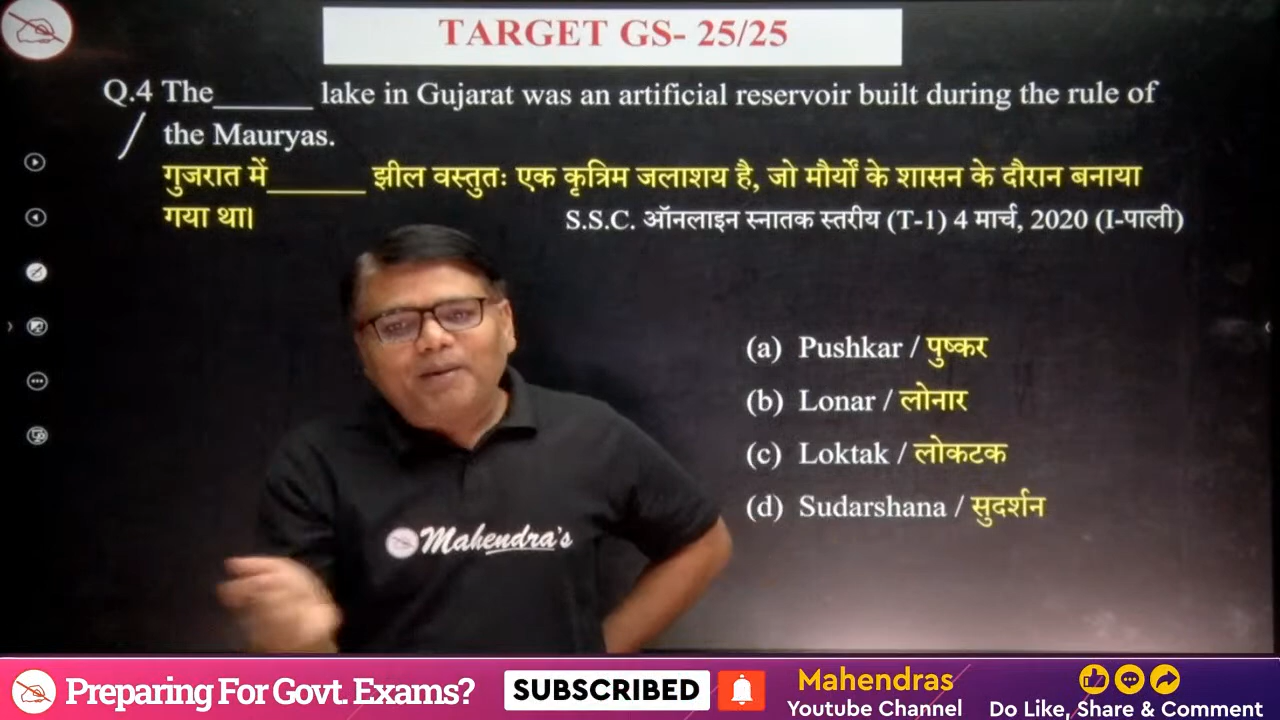 TARGET GS- 25/25
Q.4 The______ lake in Gujarat was an artificial reservoir built during the rule of
the Mauryas.
गुजरात में______ झील वस्तुतः एक कृत्रिम जलाशय है, जो मौर्यों के शासन के दौरान बनाया
गया था।
S.S.C. ऑनलाइन स्नातक स्तरीय (T-1) 4 मार्च, 2020 (I-पाली)
(a) Pushkar / पुष्कर
(b) Lonar / लोनार
(c) Loktak / लोकटक
(d) Sudarshana / सुदर्शन
Mahendra's
Preparing For Govt. Exams?
SUBSCRIBED
Mahendras
Youtube Channel
Do Like, Share & Comment